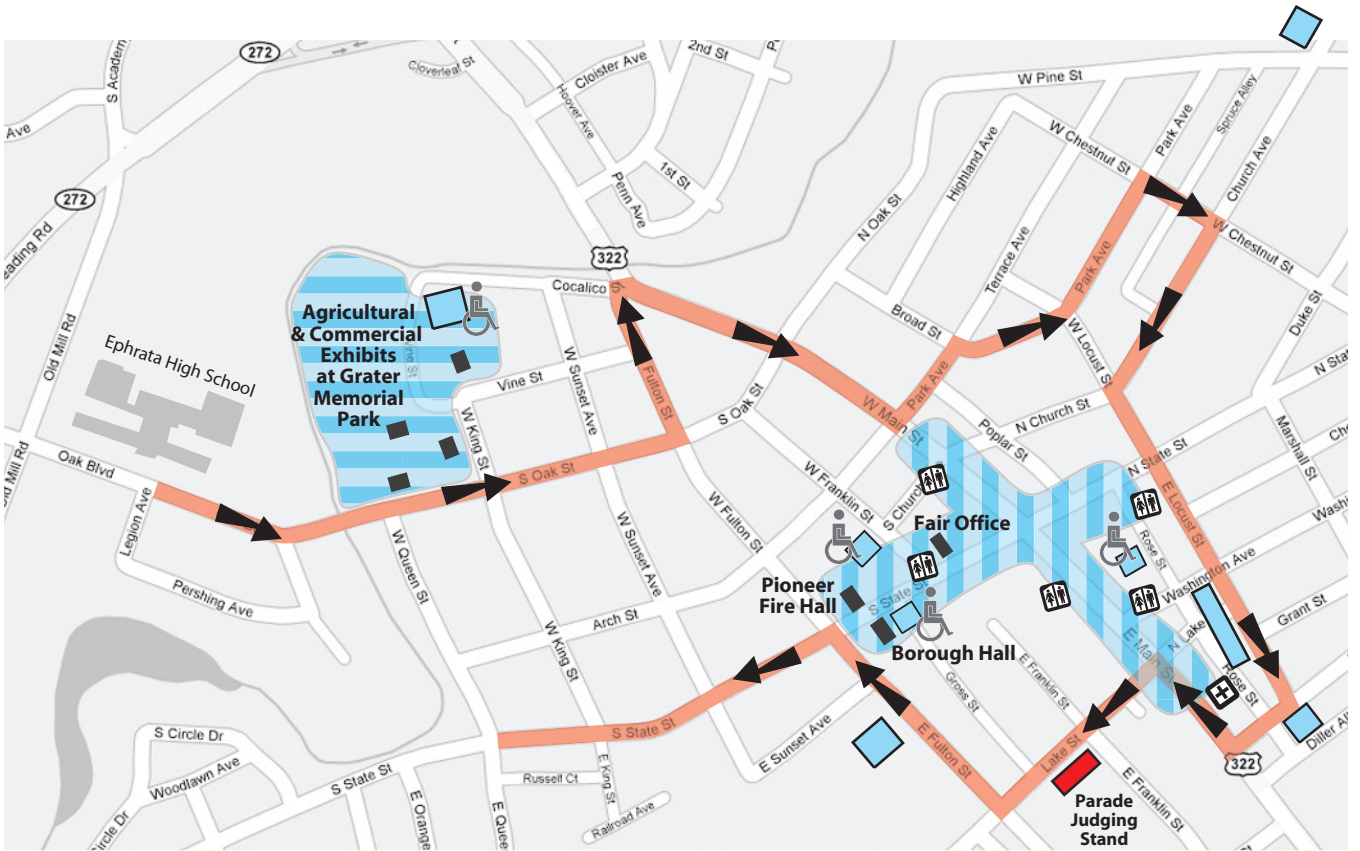 272
S Academy
Cloverleaf St
Cloister Ave
2nd St
Hoover Ave
W Pine St
Spruce Alley
Park Ave
Church Ave
W Chestnut St
Highland Ave
Ave
1st St
Penn Ave
272
N Oak St
W Chestnut St
eading Rd
322
Terrace Ave
Park Ave
Cocalico St
Duke St
Agricultural
& Commercial
Exhibits
at Grater
Memorial
Park
Vine St
Broad St
W Locust St
N State
Old Mill Rd
Ephrata High School
Vine St
W Sunset Ave
Fulton St
Park Ave
W King St
S Oak St
W Main St
Poplar St
N Church St
Marshall St
N State St
Oak Blvd
Old Mill Rd
S Oak St
W Franklin St
S Church
E Locust St
Washi
Legion Ave
Fair Office
W Fulton St
Rose St
W Queen St
W Sunset Ave
Pioneer
Fire Hall
S State St
Washington Ave
Pershing Ave
Arch St
W King St
Grant St
N Lake
E Main St
Borough Hall
E Franklin St
Rose St
Gross St
S Circle Dr
S State St
E Sunset Ave
E Fulton St
Lake St
322
Diller Al
Woodlawn Ave
S State St
Russell Ct
E King St
E Franklin St
Circle Dr
E Orange
E Quee
Railroad Ave
Parade
Judging
Stand